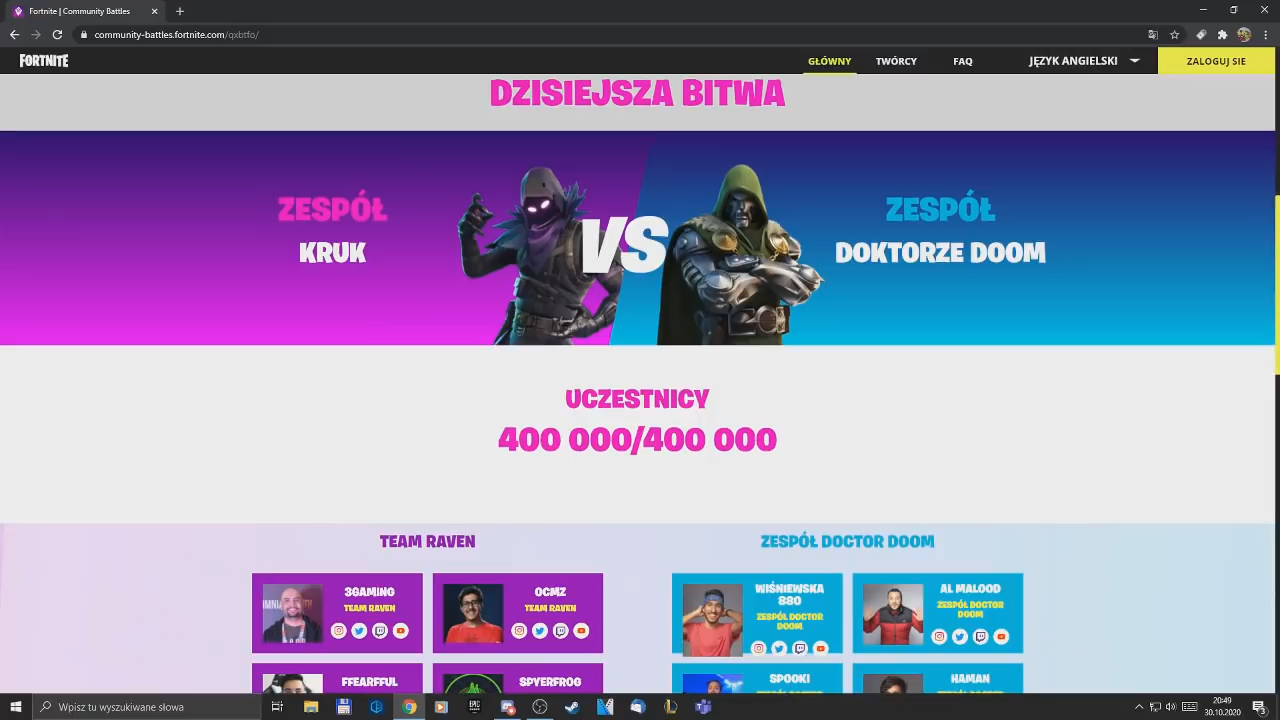 Fortnite | Community Battles
community-battles.fortnite.com/qxbtfo/
FORTNITE
GŁÓWNY
TWÓRCY
FAQ
JĘZYK ANGIELSKI
ZALOGUJ SIE
DZISIEJSZA BITWA
ZESPÓŁ
KRUK
VS
ZESPÓŁ
DOKTORZE DOOM
UCZESTNICY
400 000/400 000
TEAM RAVEN
ZESPÓŁ DOCTOR DOOM
3GAMING
TEAM RAVEN
OCMZ
TEAM RAVEN
WIŚNIEWSKA
880
ZESPÓŁ DOCTOR
DOOM
AL MALOOD
ZESPÓŁ DOCTOR
DOOM
FFEARFFUL
SPYERFROG
SPOOKI
HAMAN
Wpisz tu wyszukiwane słowa
EPIC
20:49
30.10.2020